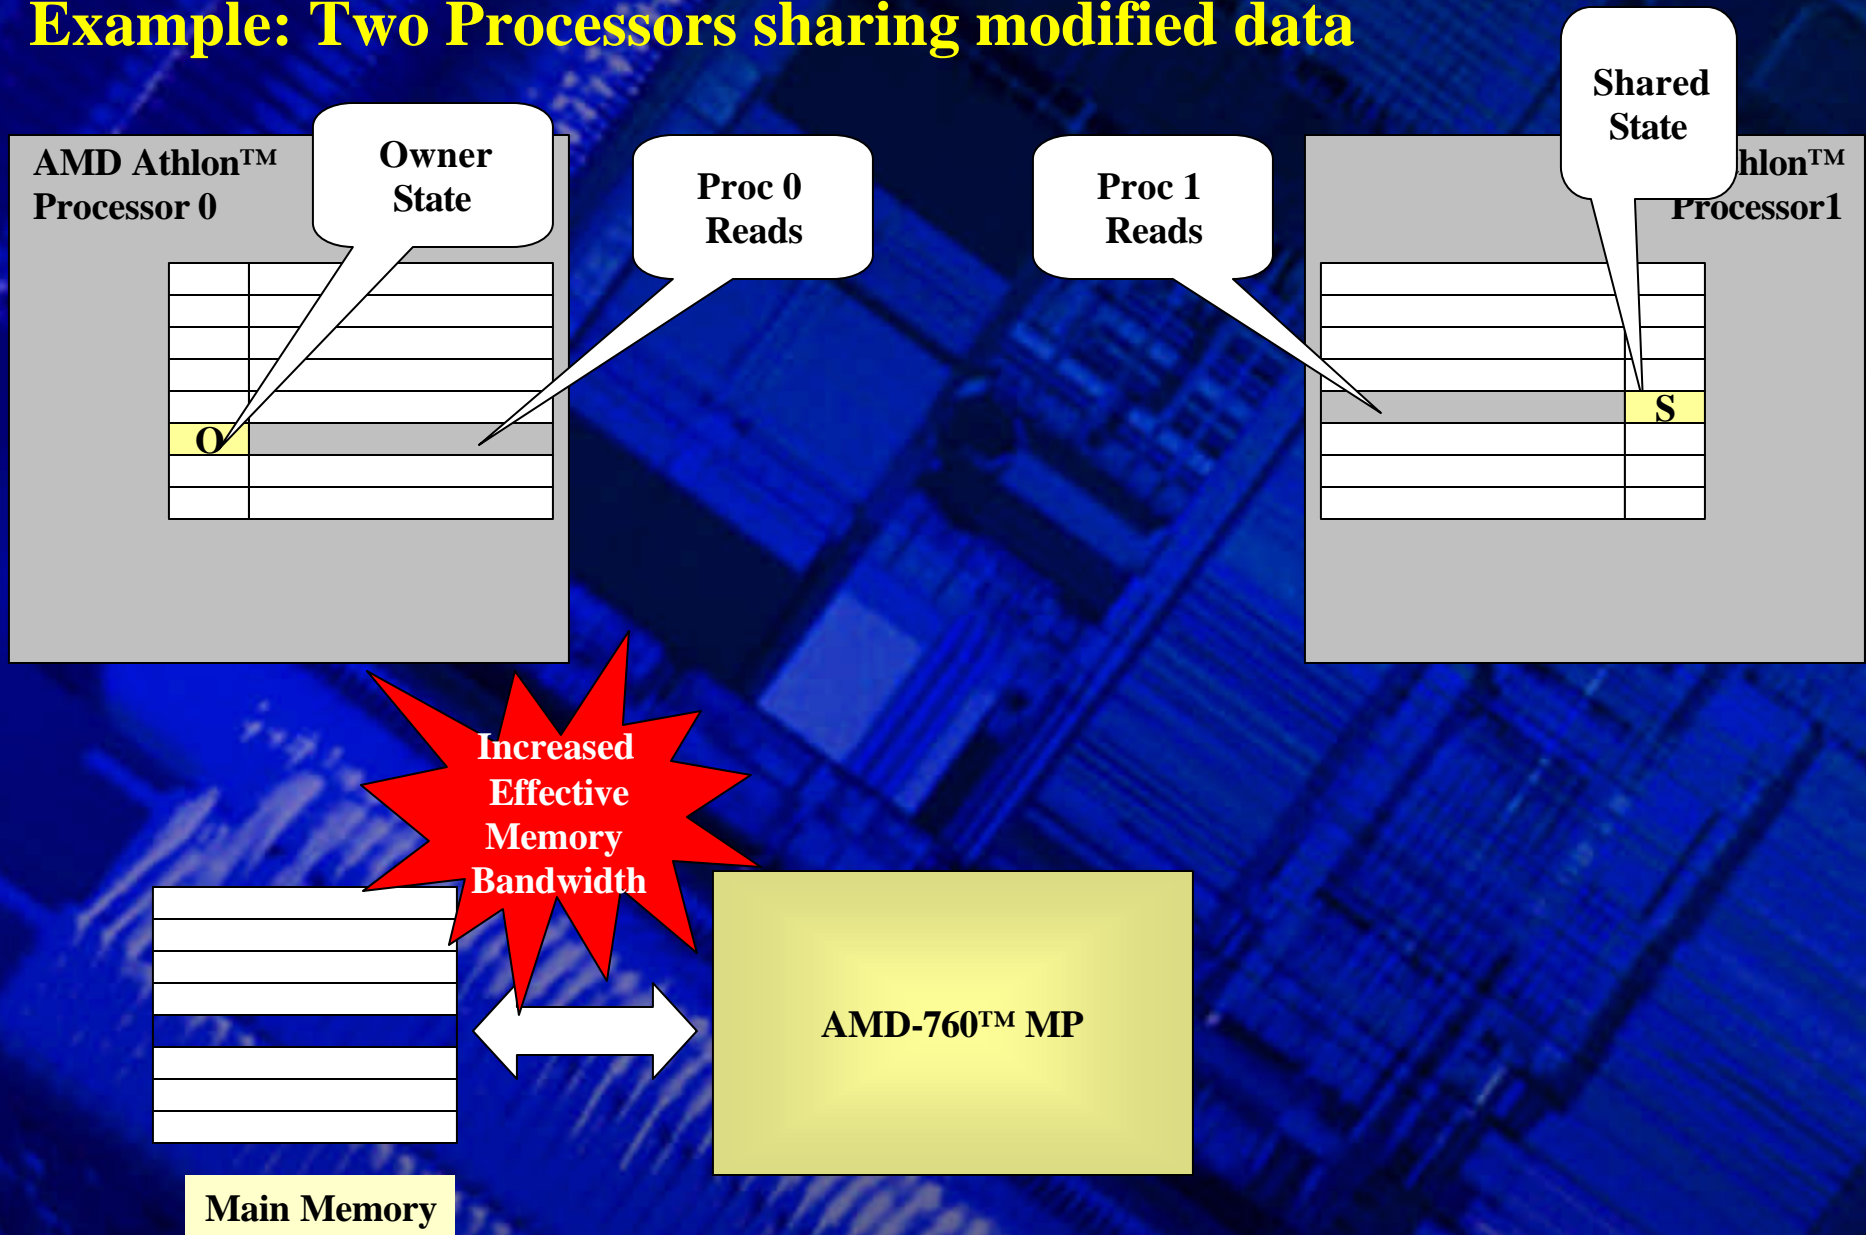 Example: Two Processors sharing modified data
Shared
State
AMD Athlon™
Processor 0
Owner
State
Proc 0
Reads
Proc 1
Reads
hlon™
Processor1
O
S
Increased
Effective
Memory
Bandwidth
AMD-760™ MP
Main Memory